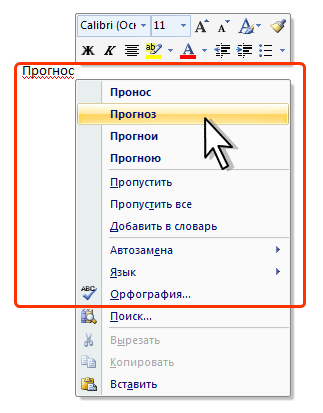 Calibri (Осн 11 А А А
Ж К ab А
Прогнос
Пронос
Прогноз
Прогнои
Прогною
Пропустить
Пропустить все
Добавить в словарь
Автозамена
Язык
ABC Орфография...
Поиск...
Вырезать
Копировать
Вставить